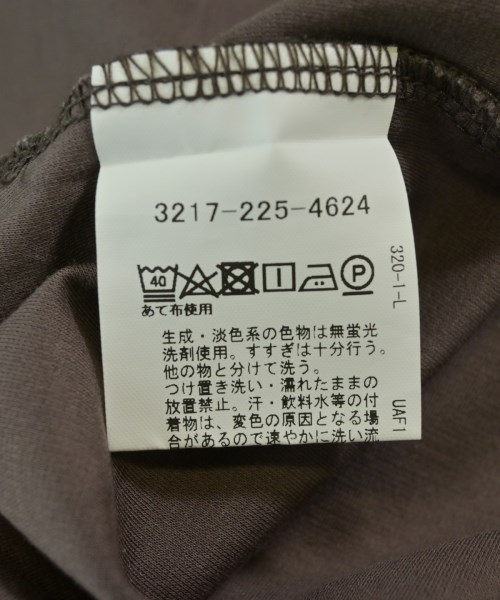 3217-225-4624
40
P
あて布使用
生成・淡色系の色物は無蛍光
洗剤使用。すすぎは十分行う。
他の物と分けて洗う。
つけ置き洗い・濡れたままの
放置禁止。汗・飲料水等の付
着物は、変色の原因となる場
合があるので速やかに洗い流
320-1-L
UAF1